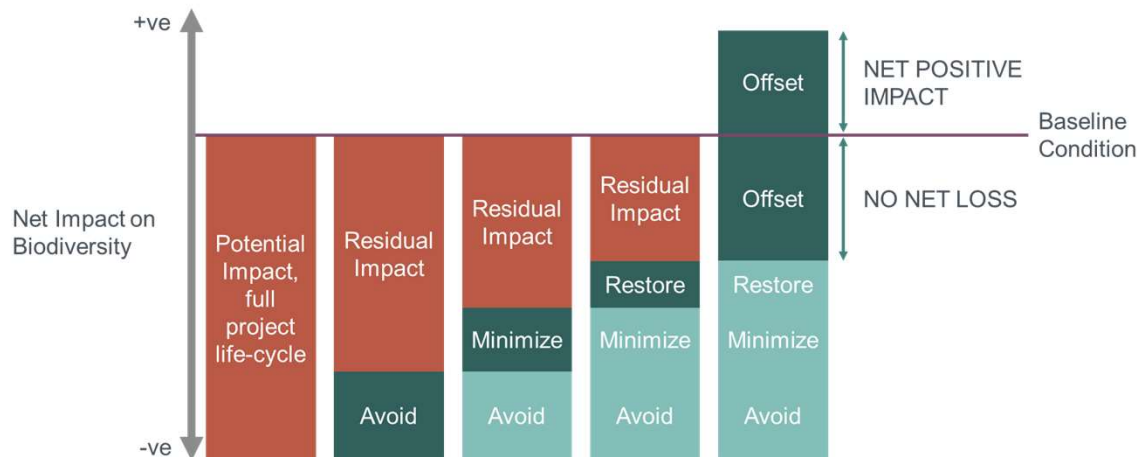 +ve
Net Impact on
Biodiversity
-ve
Potential
Impact,
full
project
life-cycle
Residual
Impact
Avoid
Residual
Impact
Minimize
Avoid
Residual
Impact
Restore
Minimize
Avoid
Offset
Offset
Restore
Minimize
Avoid
NET POSITIVE
IMPACT
Baseline
Condition
NO NET LOSS